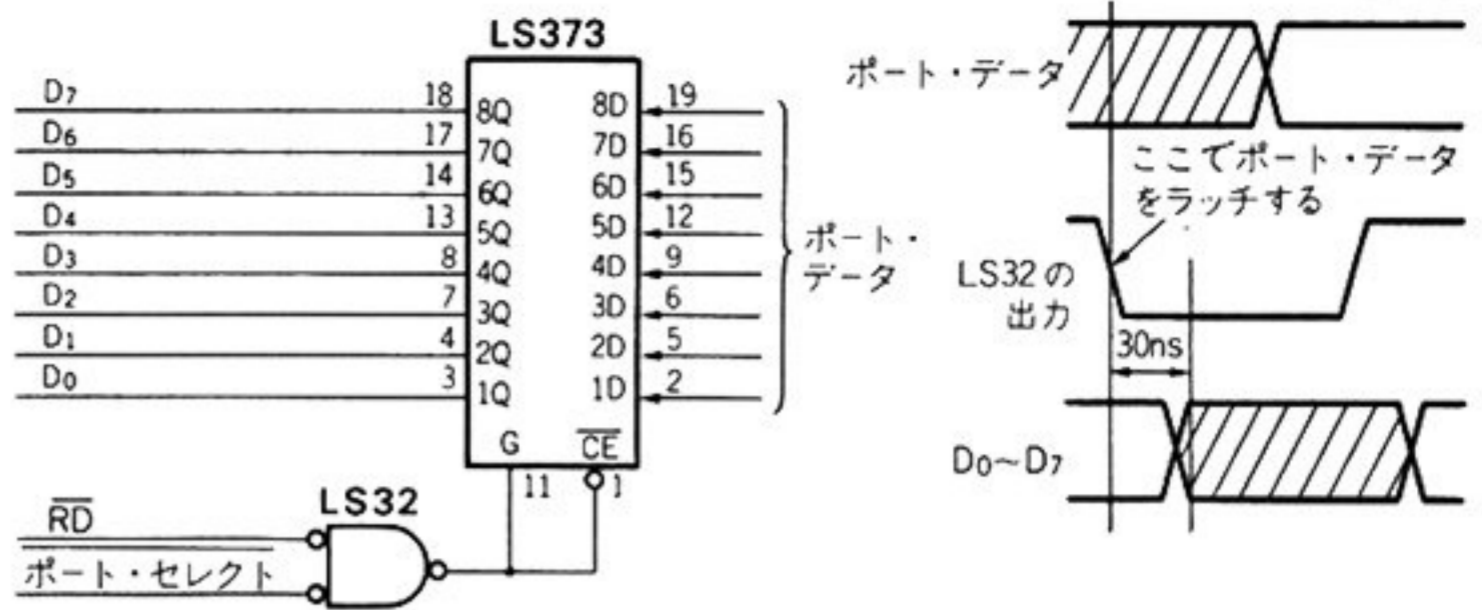 LS373
D7 18 8Q 8D 19
D6 17 7Q 7D 16
D5 14 6Q 6D 15
D4 13 5Q 5D 12
D3 8 4Q 4D 9
D2 7 3Q 3D 6
D1 4 2Q 2D 5
D0 3 1Q 1D 2
G CE
11 1
ポート・
データ
LS32
RD
ポート・セレクト
ポート・データ
ここでポート・データ
をラッチする
LS32の
出力
30ns
D0~D7